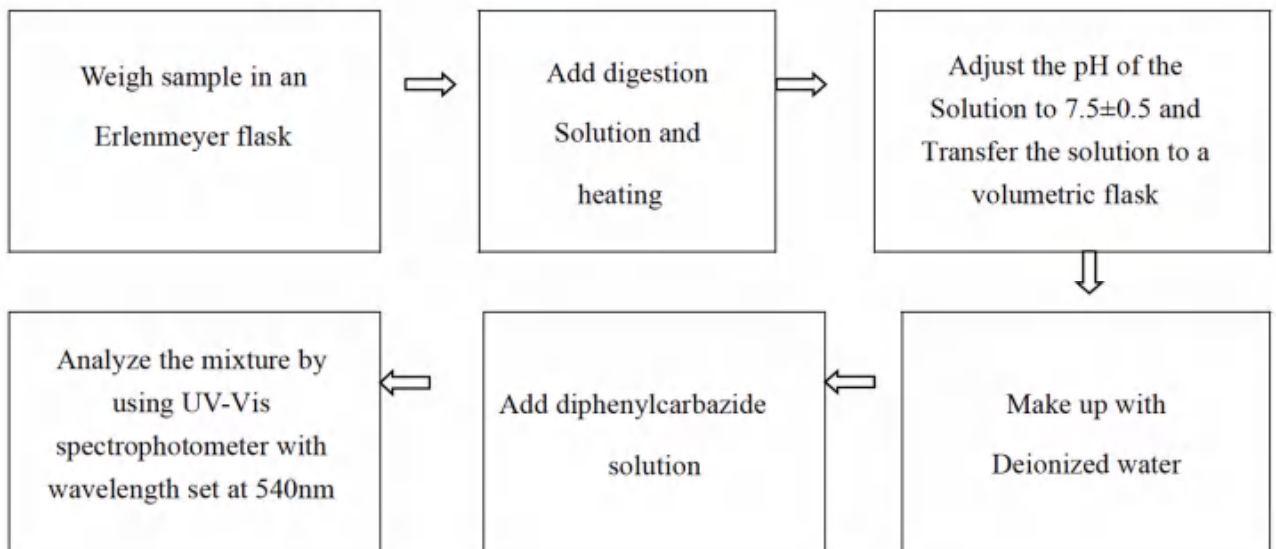 Weigh sample in an
Erlenmeyer flask
Add digestion
Solution and
heating
Adjust the pH of the
Solution to 7.5±0.5 and
Transfer the solution to a
volumetric flask
Make up with
Deionized water
Add diphenylcarbazide
solution
Analyze the mixture by
using UV-Vis
spectrophotometer with
wavelength set at 540nm